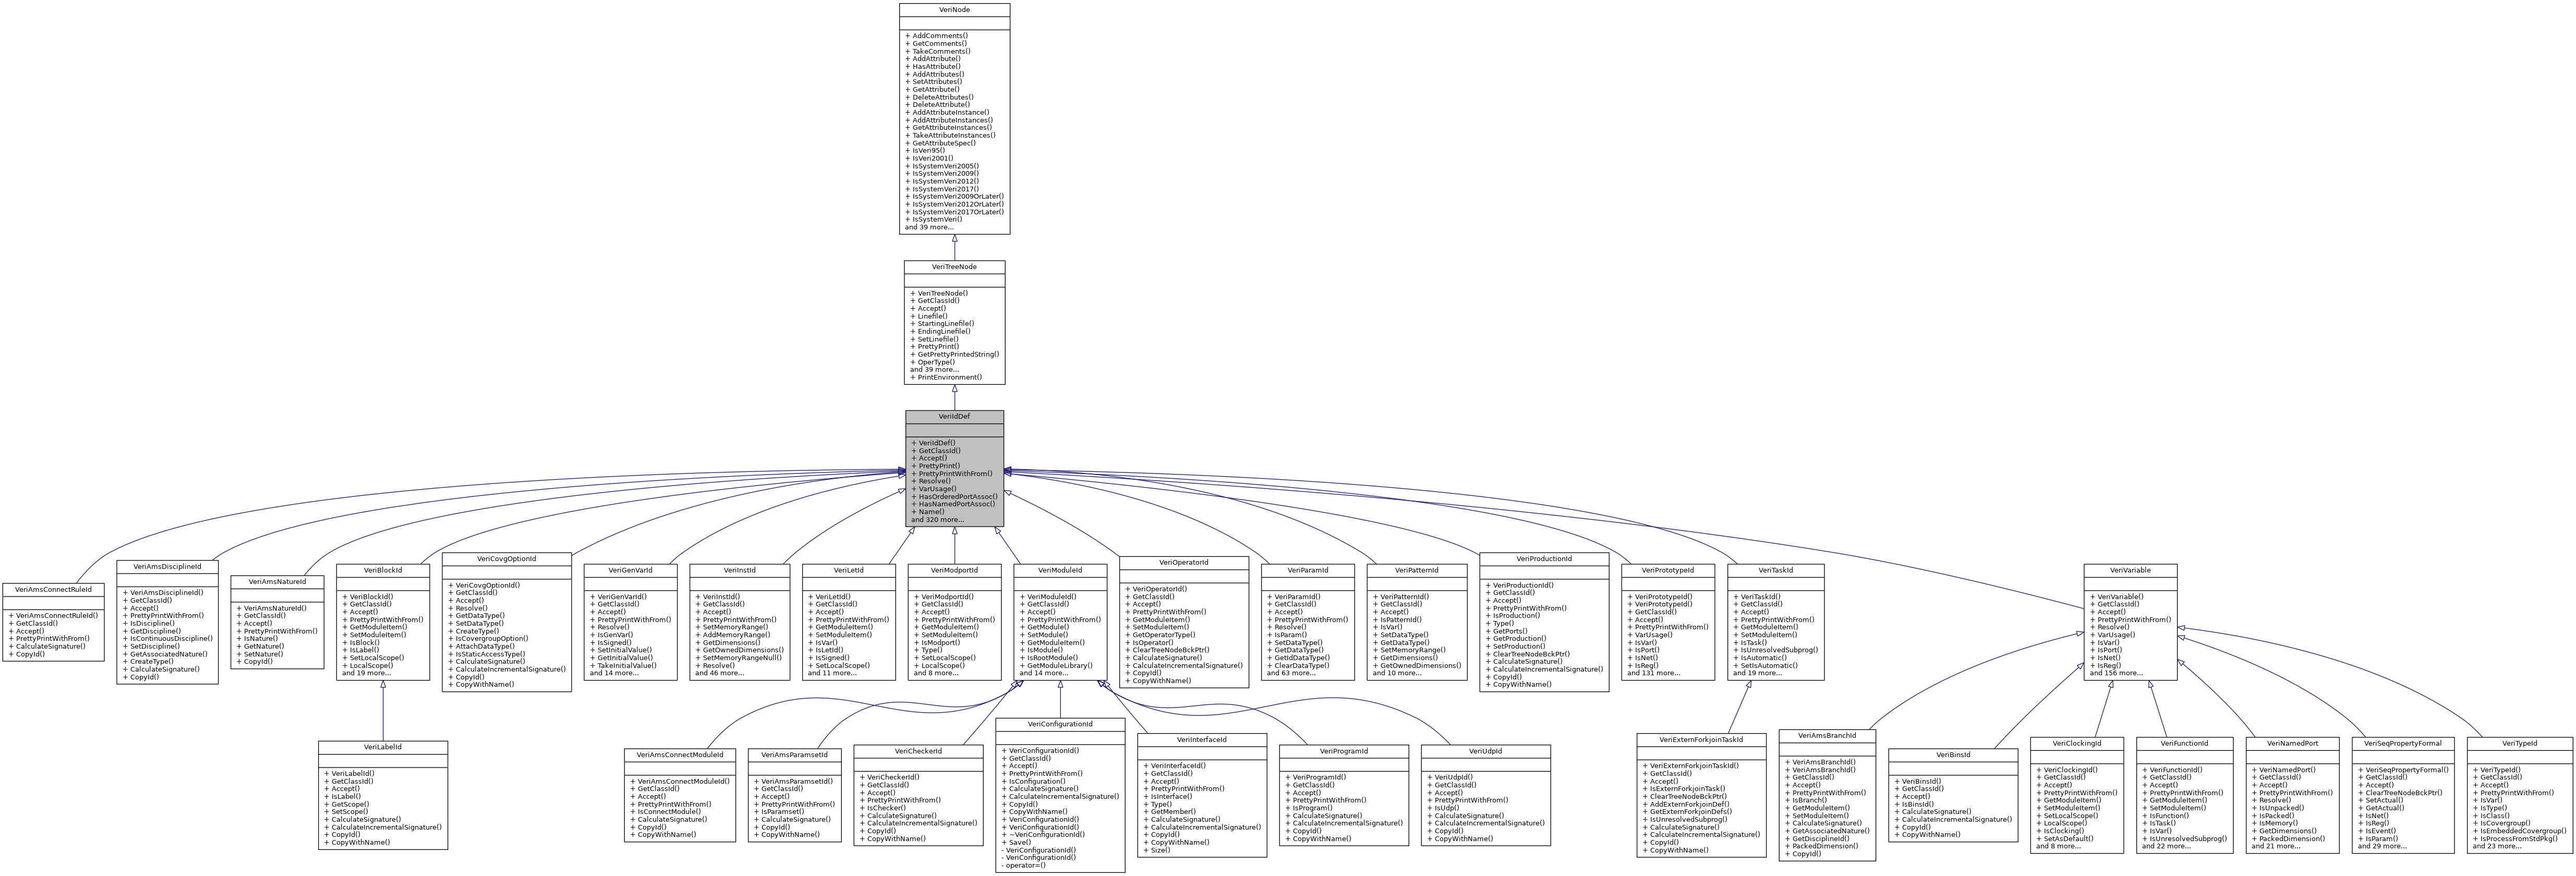 VeriNode
+ AddComments()
+ GetComments()
+ TakeComments()
+ AddAttribute()
+ HasAttribute()
+ AddAttributes()
+ SetAttributes()
+ GetAttribute()
+ DeleteAttributes()
+ DeleteAttribute()
+ AddAttributeInstance()
+ AddAttributeInstances()
+ GetAttributeInstances()
+ TakeAttributeInstances()
+ GetAttributeSpec()
+ IsVeri95()
+ IsVeri2001()
+ IsSystemVeri2005()
+ IsSystemVeri2009()
+ IsSystemVeri2012()
+ IsSystemVeri2017()
+ IsSystemVeri2009OrLater()
+ IsSystemVeri2012OrLater()
+ IsSystemVeri2017OrLater()
+ IsSystemVeri()
and 39 more...
VeriTreeNode
+ VeriTreeNode()
+ GetClassId()
+ Accept()
+ Linefile()
+ StartingLinefile()
+ EndingLinefile()
+ SetLinefile()
+ PrettyPrint()
+ GetPrettyPrintedString()
+ OperType()
and 39 more...
+ PrintEnvironment()
VeriIdDef
+ VeriIdDef()
+ GetClassId()
+ Accept()
+ PrettyPrint()
+ PrettyPrintWithFrom()
+ Resolve()
+ VarUsage()
+ HasOrderedPortAssoc()
+ HasNamedPortAssoc()
+ Name()
and 320 more...
VeriAmsConnectRuleId
+ VeriAmsConnectRuleId()
+ GetClassId()
+ Accept()
+ PrettyPrintWithFrom()
+ CalculateSignature()
+ CopyId()
VeriAmsDisciplineId
+ VeriAmsDisciplineId()
+ GetClassId()
+ Accept()
+ PrettyPrintWithFrom()
+ IsDiscipline()
+ GetDiscipline()
+ IsContinuousDiscipline()
+ SetDiscipline()
+ GetAssociatedNature()
+ CreateType()
+ CalculateSignature()
+ CopyId()
VeriAmsNatureId
+ VeriAmsNatureId()
+ GetClassId()
+ Accept()
+ PrettyPrintWithFrom()
+ IsNature()
+ GetNature()
+ SetNature()
+ CopyId()
VeriBlockId
+ VeriBlockId()
+ GetClassId()
+ Accept()
+ PrettyPrintWithFrom()
+ GetModuleItem()
+ SetModuleItem()
+ IsBlock()
+ IsLabel()
+ SetLocalScope()
+ LocalScope()
and 19 more...
VeriCovgOptionId
+ VeriCovgOptionId()
+ GetClassId()
+ Accept()
+ Resolve()
+ GetDataType()
+ SetDataType()
+ CreateType()
+ IsCovergroupOption()
+ AttachDataType()
+ IsStaticAccessType()
+ CalculateSignature()
+ CalculateIncrementalSignature()
+ CopyId()
+ CopyWithName()
VeriGenVarId
+ VeriGenVarId()
+ GetClassId()
+ Accept()
+ PrettyPrintWithFrom()
+ Resolve()
+ IsGenVar()
+ IsSigned()
+ SetInitialValue()
+ GetInitialValue()
+ TakeInitialValue()
and 14 more...
VeriInstId
+ VeriInstId()
+ GetClassId()
+ Accept()
+ PrettyPrintWithFrom()
+ SetMemoryRange()
+ AddMemoryRange()
+ GetDimensions()
+ SetMemoryRangeNull()
+ Resolve()
+ GetOwnedDimensions()
and 46 more...
VeriLetId
+ VeriLetId()
+ GetClassId()
+ Accept()
+ PrettyPrintWithFrom()
+ GetModuleItem()
+ SetModuleItem()
+ IsVar()
+ IsLetId()
+ IsSigned()
+ SetLocalScope()
and 11 more...
VeriModportId
+ VeriModportId()
+ GetClassId()
+ Accept()
+ PrettyPrintWithFrom()
+ GetModuleItem()
+ SetModuleItem()
+ IsModport()
+ Type()
+ SetLocalScope()
+ LocalScope()
and 8 more...
VeriModuleId
+ VeriModuleId()
+ GetClassId()
+ Accept()
+ PrettyPrintWithFrom()
+ GetModule()
+ SetModule()
+ GetModuleItem()
+ IsModule()
+ IsRootModule()
+ GetModuleLibrary()
and 14 more...
VeriOperatorId
+ VeriOperatorId()
+ GetClassId()
+ Accept()
+ PrettyPrintWithFrom()
+ GetModuleItem()
+ SetModuleItem()
+ GetOperatorType()
+ IsOperator()
+ ClearTreeNodeBckPtr()
+ CalculateSignature()
+ CalculateIncrementalSignature()
+ CopyId()
+ CopyWithName()
VeriParamId
+ VeriParamId()
+ GetClassId()
+ Accept()
+ PrettyPrintWithFrom()
+ Resolve()
+ IsParam()
+ SetDataType()
+ GetDataType()
+ GetIdDataType()
+ ClearDataType()
and 63 more...
VeriPatternId
+ VeriPatternId()
+ GetClassId()
+ Accept()
+ IsPatternId()
+ IsVar()
+ SetDataType()
+ GetDataType()
+ SetMemoryRange()
+ GetDimensions()
+ GetOwnedDimensions()
and 10 more...
VeriProductionId
+ VeriProductionId()
+ GetClassId()
+ Accept()
+ PrettyPrintWithFrom()
+ IsProduction()
+ Type()
+ GetPorts()
+ GetProduction()
+ SetProduction()
+ ClearTreeNodeBckPtr()
+ CalculateSignature()
+ CalculateIncrementalSignature()
+ CopyId()
+ CopyWithName()
VeriPrototypeId
+ VeriPrototypeId()
+ VeriPrototypeId()
+ GetClassId()
+ Accept()
+ PrettyPrintWithFrom()
+ VarUsage()
+ IsVar()
+ IsPort()
+ IsNet()
+ IsReg()
and 131 more...
VeriTaskId
+ VeriTaskId()
+ GetClassId()
+ Accept()
+ PrettyPrintWithFrom()
+ GetModuleItem()
+ SetModuleItem()
+ IsTask()
+ IsUnresolvedSubprog()
+ IsAutomatic()
+ SetIsAutomatic()
and 19 more...
VeriVariable
+ VeriVariable()
+ GetClassId()
+ Accept()
+ PrettyPrintWithFrom()
+ Resolve()
+ VarUsage()
+ IsVar()
+ IsPort()
+ IsNet()
+ IsReg()
and 156 more...
VeriLabelId
+ VeriLabelId()
+ GetClassId()
+ Accept()
+ IsLabel()
+ GetScope()
+ SetScope()
+ CalculateSignature()
+ CalculateIncrementalSignature()
+ CopyId()
+ CopyWithName()
VeriAmsConnectModuleId
+ VeriAmsConnectModuleId()
+ GetClassId()
+ Accept()
+ PrettyPrintWithFrom()
+ IsConnectModule()
+ CalculateSignature()
+ CopyId()
+ CopyWithName()
VeriAmsParamsetId
+ VeriAmsParamsetId()
+ GetClassId()
+ Accept()
+ PrettyPrintWithFrom()
+ IsParamset()
+ CalculateSignature()
+ CopyId()
+ CopyWithName()
VeriCheckerId
+ VeriCheckerId()
+ GetClassId()
+ Accept()
+ PrettyPrintWithFrom()
+ IsChecker()
+ CalculateSignature()
+ CalculateIncrementalSignature()
+ CopyId()
+ CopyWithName()
VeriConfigurationId
+ VeriConfigurationId()
+ GetClassId()
+ Accept()
+ PrettyPrintWithFrom()
+ IsConfiguration()
+ CalculateSignature()
+ CalculateIncrementalSignature()
+ CopyId()
+ CopyWithName()
+ VeriConfigurationId()
+ VeriConfigurationId()
+ ~VeriConfigurationId()
+ Save()
- VeriConfigurationId()
- VeriConfigurationId()
- operator=()
VeriInterfaceId
+ VeriInterfaceId()
+ GetClassId()
+ Accept()
+ PrettyPrintWithFrom()
+ IsInterface()
+ Type()
+ GetMember()
+ CalculateSignature()
+ CalculateIncrementalSignature()
+ CopyId()
+ CopyWithName()
+ Size()
VeriProgramId
+ VeriProgramId()
+ GetClassId()
+ Accept()
+ PrettyPrintWithFrom()
+ IsProgram()
+ CalculateSignature()
+ CalculateIncrementalSignature()
+ CopyId()
+ CopyWithName()
VeriUdpId
+ VeriUdpId()
+ GetClassId()
+ Accept()
+ PrettyPrintWithFrom()
+ IsUdp()
+ CalculateSignature()
+ CalculateIncrementalSignature()
+ CopyId()
+ CopyWithName()
VeriExternForkjoinTaskId
+ VeriExternForkjoinTaskId()
+ GetClassId()
+ Accept()
+ IsExternForkjoinTask()
+ ClearTreeNodeBckPtr()
+ AddExternForkjoinDef()
+ GetExternForkjoinDefs()
+ IsUnresolvedSubprog()
+ CalculateSignature()
+ CalculateIncrementalSignature()
+ CopyId()
+ CopyWithName()
VeriAmsBranchId
+ VeriAmsBranchId()
+ VeriAmsBranchId()
+ GetClassId()
+ Accept()
+ PrettyPrintWithFrom()
+ IsBranch()
+ GetModuleItem()
+ SetModuleItem()
+ CalculateSignature()
+ GetAssociatedNature()
+ GetDisciplineId()
+ PackedDimension()
+ CopyId()
VeriBinsId
+ VeriBinsId()
+ GetClassId()
+ Accept()
+ IsBinsId()
+ CalculateSignature()
+ CalculateIncrementalSignature()
+ CopyId()
+ CopyWithName()
VeriClockingId
+ VeriClockingId()
+ GetClassId()
+ Accept()
+ PrettyPrintWithFrom()
+ GetModuleItem()
+ SetModuleItem()
+ SetLocalScope()
+ LocalScope()
+ IsClocking()
+ SetAsDefault()
and 8 more...
VeriFunctionId
+ VeriFunctionId()
+ GetClassId()
+ Accept()
+ PrettyPrintWithFrom()
+ GetModuleItem()
+ SetModuleItem()
+ IsFunction()
+ IsTask()
+ IsVar()
+ IsUnresolvedSubprog()
and 22 more...
VeriNamedPort
+ VeriNamedPort()
+ GetClassId()
+ Accept()
+ PrettyPrintWithFrom()
+ Resolve()
+ IsUnpacked()
+ IsPacked()
+ IsMemory()
+ GetDimensions()
+ PackedDimension()
and 21 more...
VeriSeqPropertyFormal
+ VeriSeqPropertyFormal()
+ GetClassId()
+ Accept()
+ ClearTreeNodeBckPtr()
+ SetActual()
+ GetActual()
+ IsNet()
+ IsReg()
+ IsEvent()
+ IsParam()
and 29 more...
VeriTypeId
+ VeriTypeId()
+ GetClassId()
+ Accept()
+ PrettyPrintWithFrom()
+ IsVar()
+ IsType()
+ IsClass()
+ IsCovergroup()
+ IsEmbeddedCovergroup()
+ IsProcessFromStdPkg()
and 23 more...